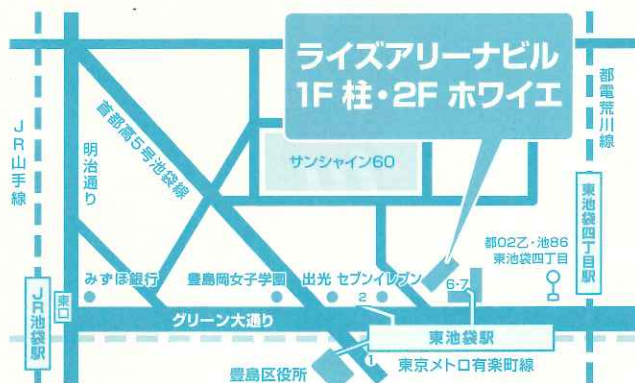 ライズアリーナビル
1F 柱・2F ホワイエ
都電荒川線
JR山手線
明治通り
首都高5号池袋線
サンシャイン60
東池袋四丁目駅
都02乙・池86
東池袋四丁目
みずほ銀行
豊島岡女子学園
出光
セブンイレブン
6・7
2
JR池袋駅
東口
グリーン大通り
東池袋駅
1
東京メトロ有楽町線
豊島区役所